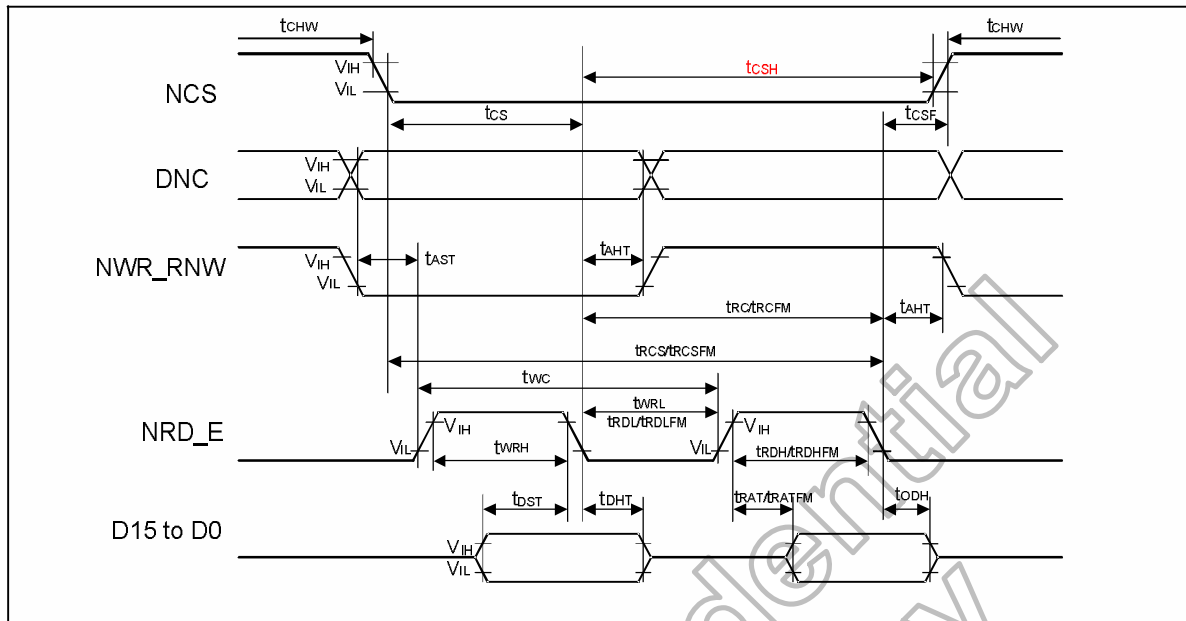 tCHW tCHW
VIH tCSH
NCS VIL
tCS tCSF
VIH
DNC VIL
tAST tAHT
NWR_RNW VIH
VIL
tRC/tRCFM tAHT
tRCS/tRCSFM
tWC
tWRL
tRDL/tRDLFM
NRD_E VIH VIH
VIL tWRH VIL tRDH/tRDHFM
tDST tDHT tRAT/tRATFM tODH
D15 to D0
VIH
VIL